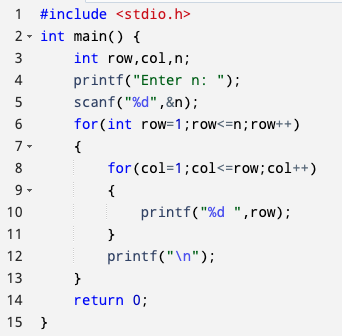 1 #include <stdio.h>
2 int main() {
3     int row,col,n;
4     printf("Enter n: ");
5     scanf("%d",&n);
6     for(int row=1;row<=n;row++)
7     {
8         for(col=1;col<=row;col++)
9         {
10             printf("%d ",row);
11         }
12         printf("\n");
13     }
14     return 0;
15 }